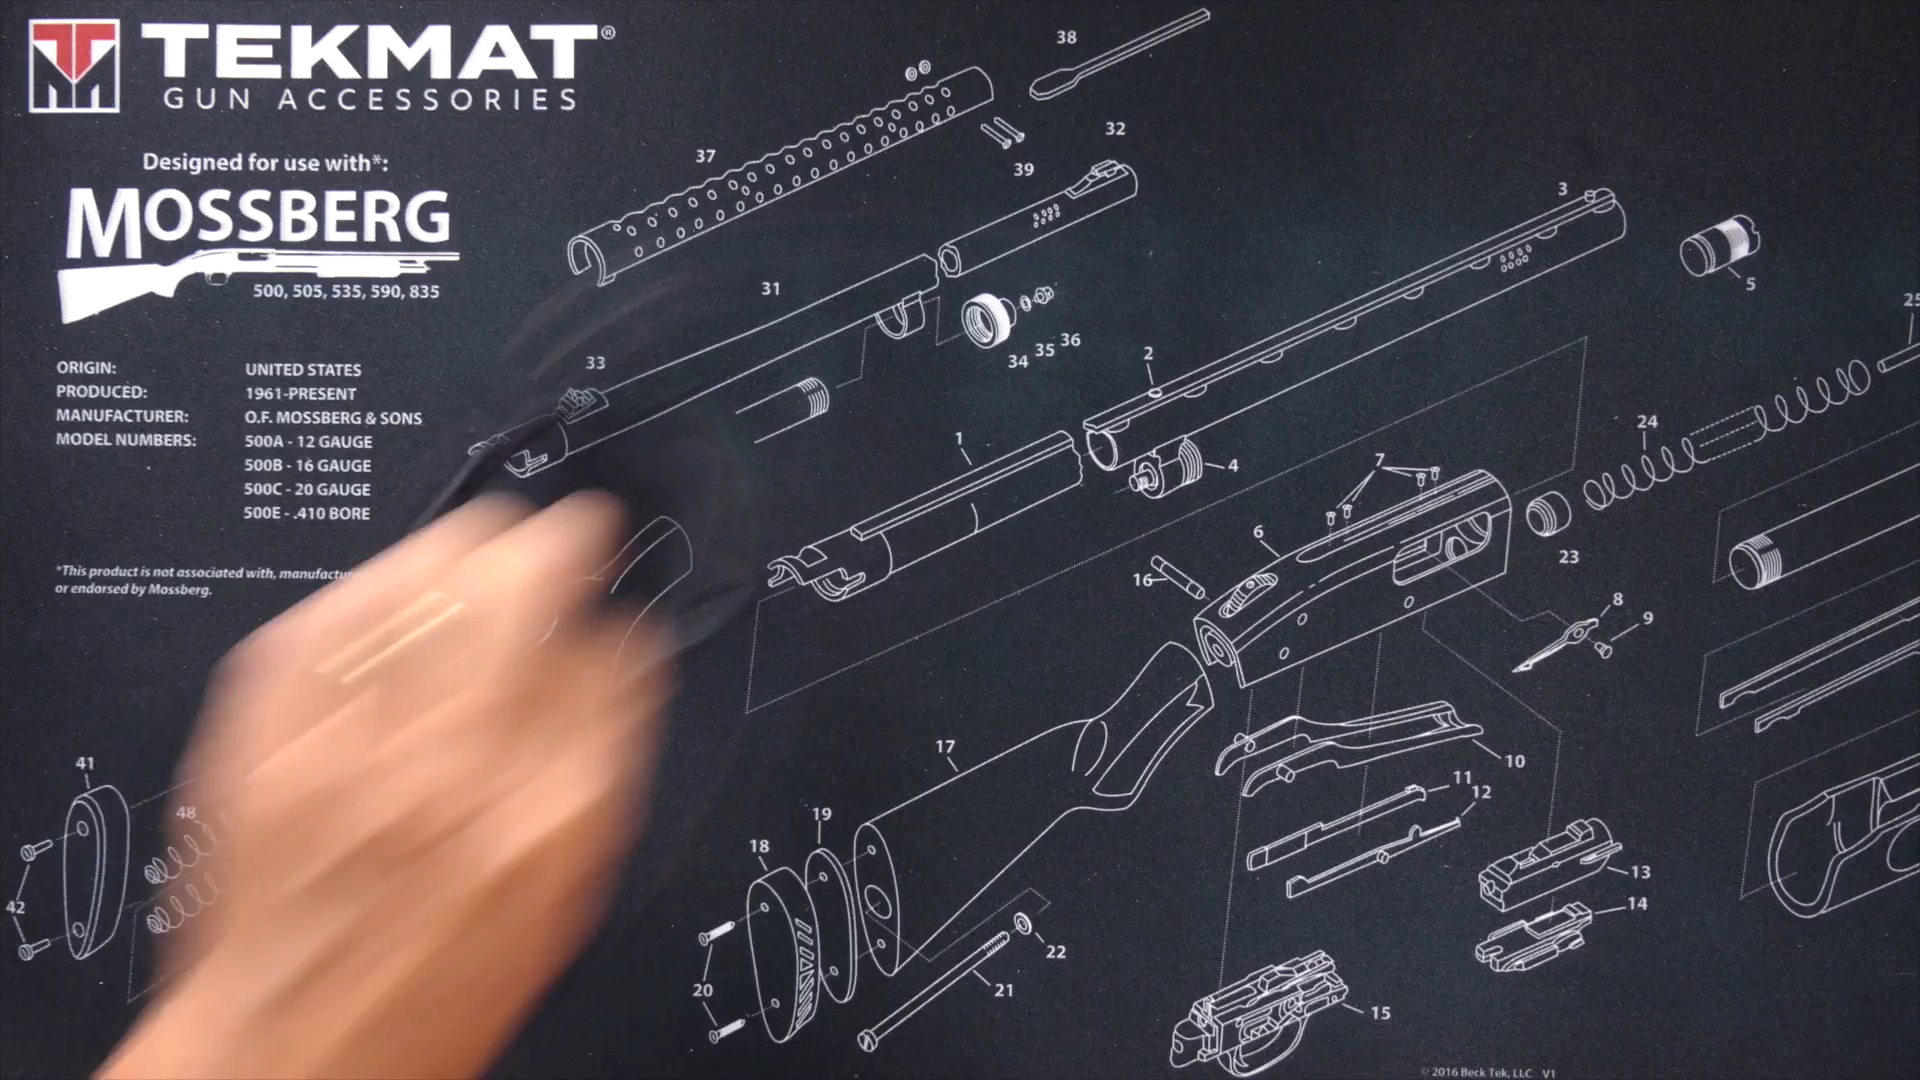 TEKMAT®
GUN ACCESSORIES
Designed for use with*:
MOSSBERG
500, 505, 535, 590, 835
ORIGIN: UNITED STATES
PRODUCED: 1961-PRESENT
MANUFACTURER: O.F. MOSSBERG & SONS
MODEL NUMBERS: 500A - 12 GAUGE
500B - 16 GAUGE
500C - 20 GAUGE
500E - .410 BORE
*This product is not associated with,
or endorsed by Mossberg.
38
32
37
39
3
5
31
25
36
35
34
33
2
24
1
4
7
6
23
16
8
9
17
10
41
11
12
48
19
18
13
14
42
22
20
21
15
© 2016 Beck Tek, LLC V1